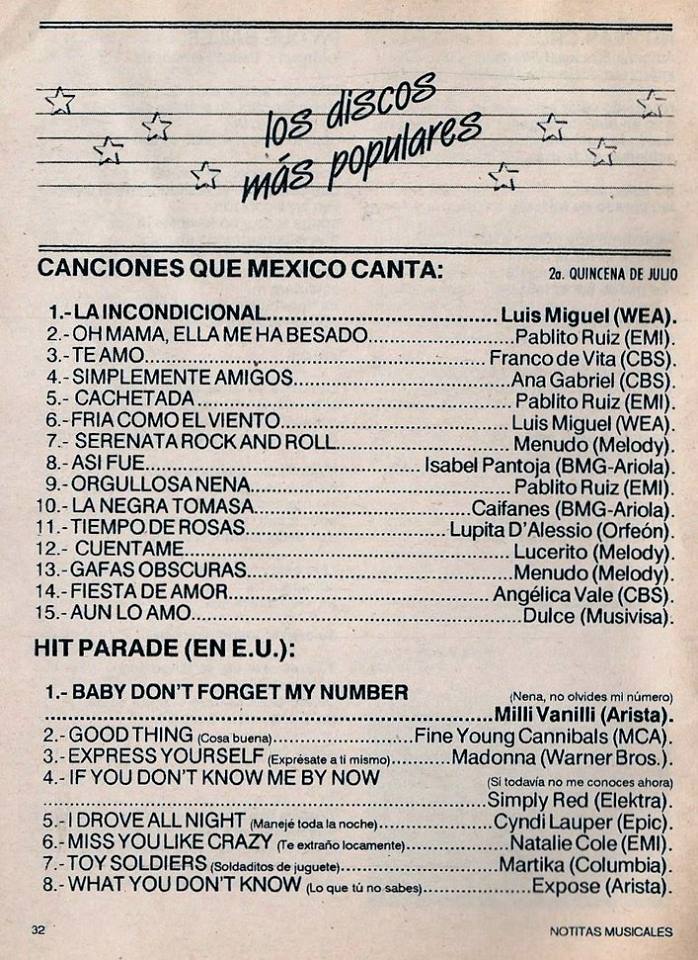 los discos
más populares
CANCIONES QUE MEXICO CANTA: 2a. QUINCENA DE JULIO
1.- LA INCONDICIONAL.......................................... Luis Miguel (WEA).
2.- OH MAMA, ELLA ME HA BESADO.......................... Pablito Ruiz (EMI).
3.- TE AMO.............................................................. Franco de Vita (CBS).
4.- SIMPLEMENTE AMIGOS...................................... Ana Gabriel (CBS).
5.- CACHETADA....................................................... Pablito Ruiz (EMI).
6.- FRIA COMO EL VIENTO........................................ Luis Miguel (WEA).
7.- SERENATA ROCK AND ROLL............................... Menudo (Melody).
8.- ASI FUE................................................ Isabel Pantoja (BMG-Ariola).
9.- ORGULLOSA NENA............................................. Pablito Ruiz (EMI).
10.- LA NEGRA TOMASA..................................... Caifanes (BMG-Ariola).
11.- TIEMPO DE ROSAS................................... Lupita D'Alessio (Orfeón).
12.- CUENTAME....................................................... Lucerito (Melody).
13.- GAFAS OBSCURAS............................................. Menudo (Melody).
14.- FIESTA DE AMOR............................................ Angélica Vale (CBS).
15.- AUN LO AMO...................................................... Dulce (Musivisa).
HIT PARADE (EN E.U.):
1.- BABY DON'T FORGET MY NUMBER (Nena, no olvides mi número)
.......................................................................... Milli Vanilli (Arista).
2.- GOOD THING (Cosa buena)........................ Fine Young Cannibals (MCA).
3.- EXPRESS YOURSELF (Exprésate a ti mismo)......... Madonna (Warner Bros.).
4.- IF YOU DON'T KNOW ME BY NOW (Si todavía no me conoces ahora)
.......................................................................... Simply Red (Elektra).
5.- I DROVE ALL NIGHT (Manejé toda la noche).................... Cyndi Lauper (Epic).
6.- MISS YOU LIKE CRAZY (Te extraño locamente)............... Natalie Cole (EMI).
7.- TOY SOLDIERS (Soldaditos de juguete)........................ Martika (Columbia).
8.- WHAT YOU DON'T KNOW (Lo que tú no sabes)................ Expose (Arista).
32 NOTITAS MUSICALES